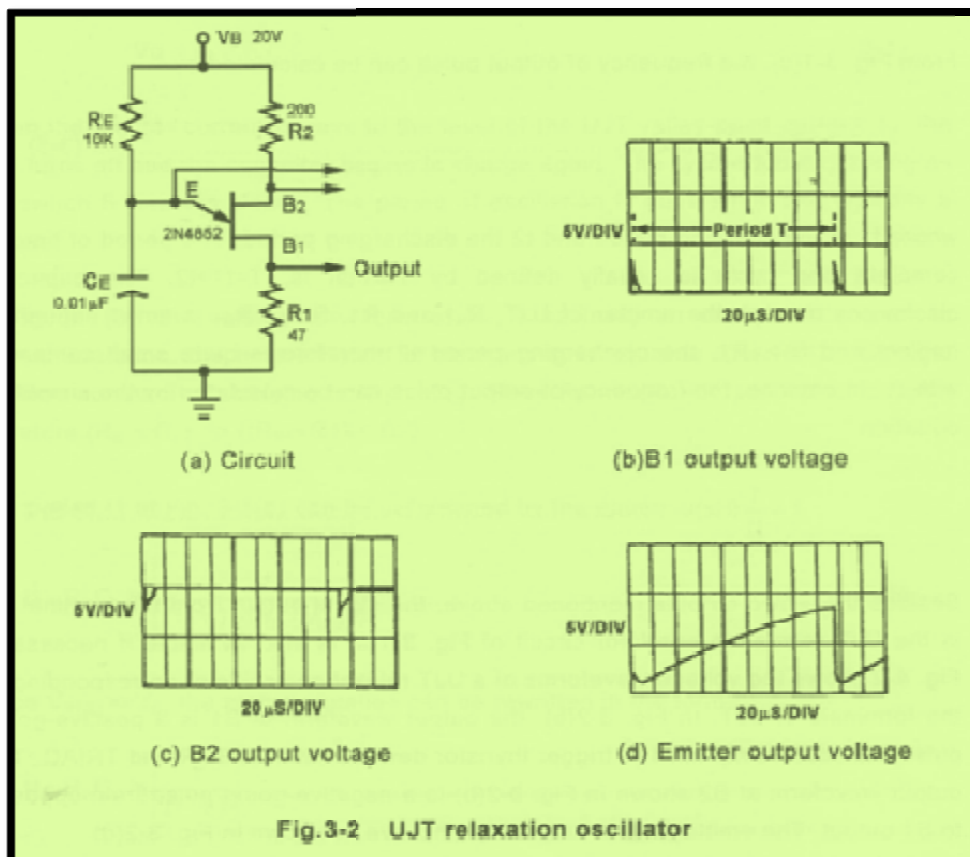 VB 20V
RE
10K
200
R2
E
B2
2N4852
B1
Output
CE
0.01µF
R1
47
(a) Circuit
5V/DIV
Period T
20µS/DIV
(b)B1 output voltage
5V/DIV
20µS/DIV
(c) B2 output voltage
5V/DIV
20µS/DIV
(d) Emitter output voltage
Fig.3-2 UJT relaxation oscillator